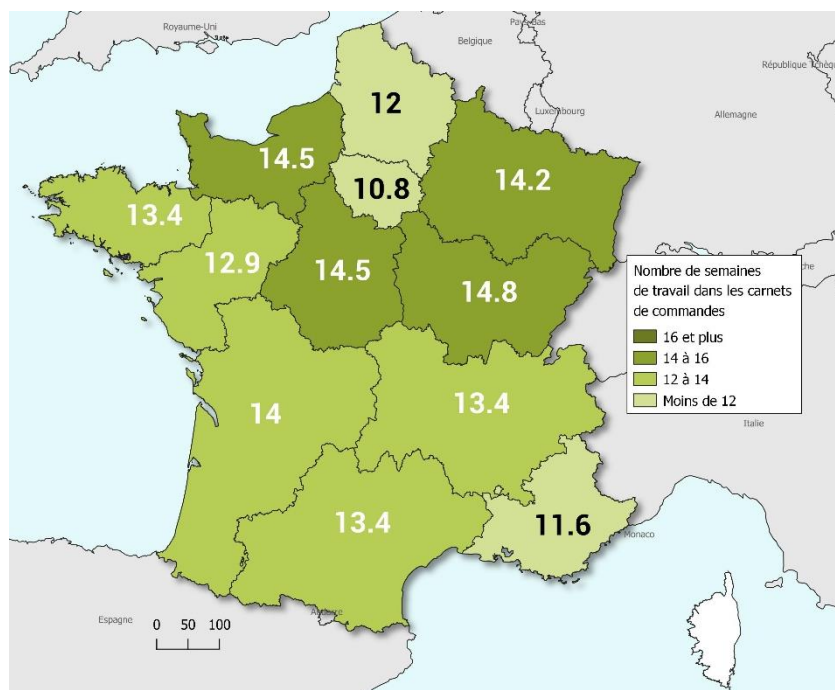 Royaume-Uni
Pays-Bas
Belgique
République Tchèque
Luxembourg
Allemagne
12
14.5
10.8
14.2
13.4
12.9
14.5
14.8
Nombre de semaines
de travail dans les carnets
de commandes
16 et plus
14 à 16
12 à 14
Moins de 12
14
13.4
Italie
13.4
11.6
Monaco
Espagne
0 50 100